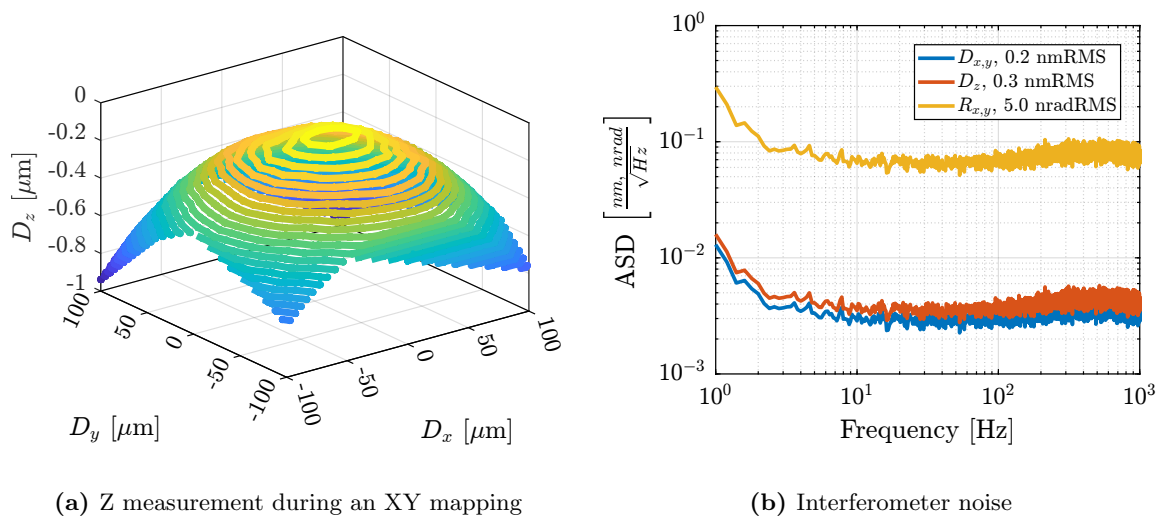 0
-0.2
-0.4
-0.6
-0.8
-1
D_z [μm]
100
50
0
-50
-100
D_y [μm]
-100
-50
0
50
100
D_x [μm]
(a) Z measurement during an XY mapping
10^0
10^-1
10^-2
10^-3
ASD [nm, nrad / √Hz]
D_{x,y}, 0.2 nmRMS
D_z, 0.3 nmRMS
R_{x,y}, 5.0 nradRMS
10^0
10^1
10^2
10^3
Frequency [Hz]
(b) Interferometer noise